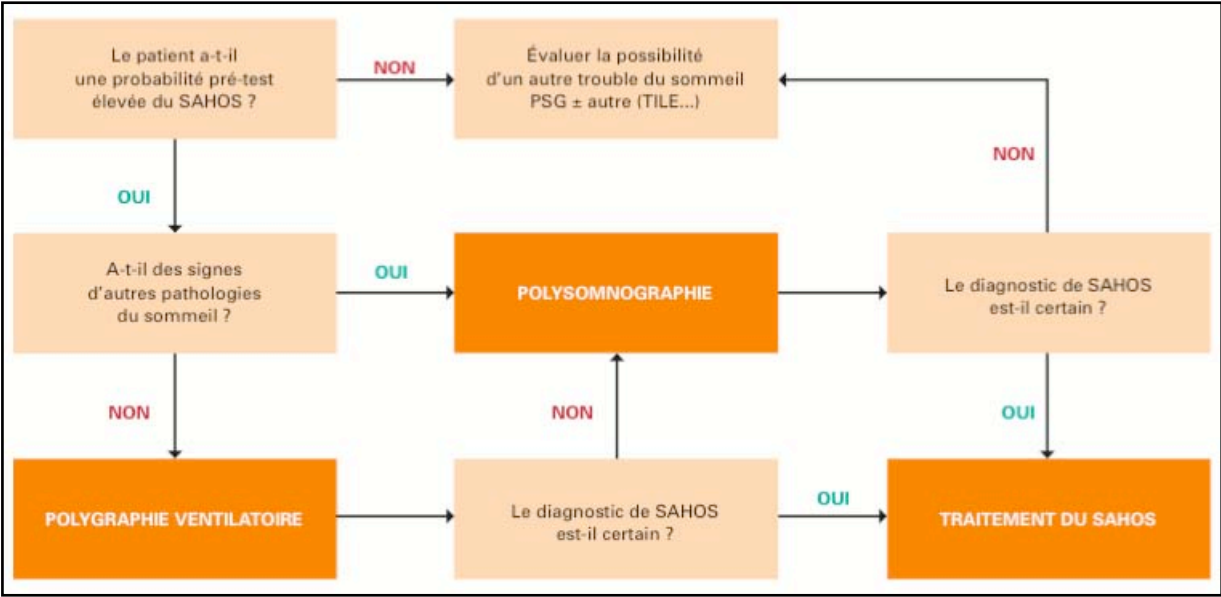 Le patient a-t-il
une probabilité pré-test
élevée du SAHOS ?
NON
Évaluer la possibilité
d'un autre trouble du sommeil
PSG ± autre (TILE...)
NON
OUI
A-t-il des signes
d'autres pathologies
du sommeil ?
OUI
POLYSOMNOGRAPHIE
Le diagnostic de SAHOS
est-il certain ?
NON
NON
OUI
POLYGRAPHIE VENTILATOIRE
Le diagnostic de SAHOS
est-il certain ?
OUI
TRAITEMENT DU SAHOS